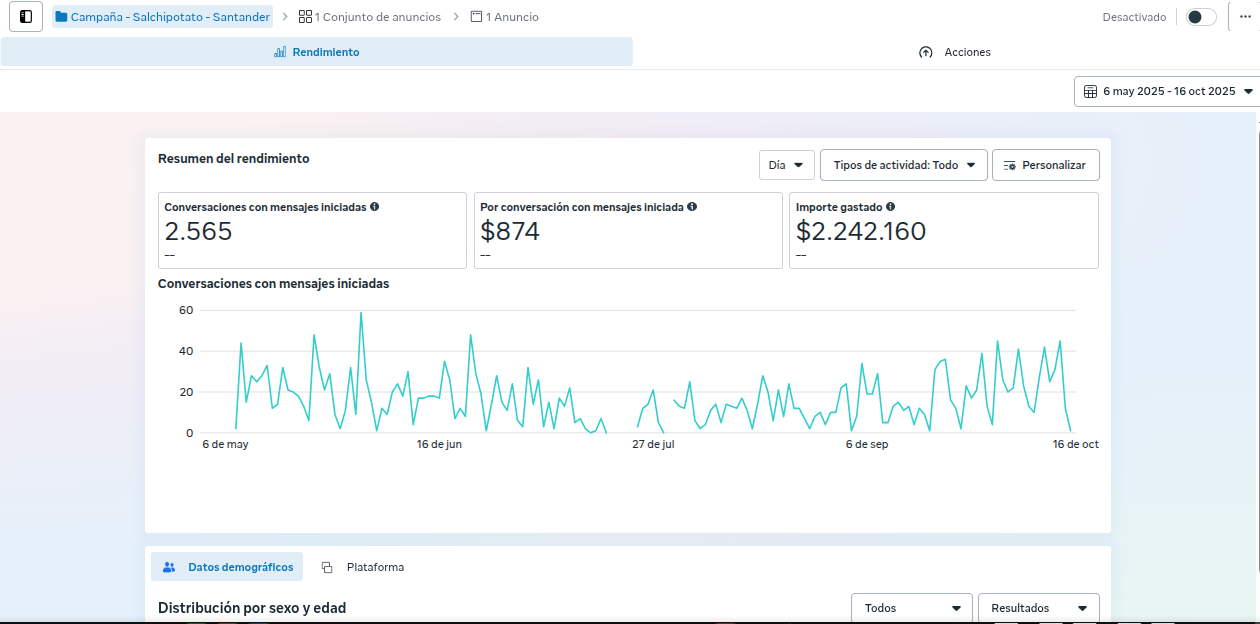 Campaña - Salchipotato - Santander > 1 Conjunto de anuncios > 1 Anuncio Desactivado
Rendimiento Acciones
6 may 2025 - 16 oct 2025
Resumen del rendimiento Día Tipos de actividad: Todo Personalizar
Conversaciones con mensajes iniciadas Por conversación con mensajes iniciada Importe gastado
2.565 $874 $2.242.160
-- -- --
Conversaciones con mensajes iniciadas
60
40
20
0
6 de may 16 de jun 27 de jul 6 de sep 16 de oct
Datos demográficos Plataforma
Distribución por sexo y edad Todos Resultados